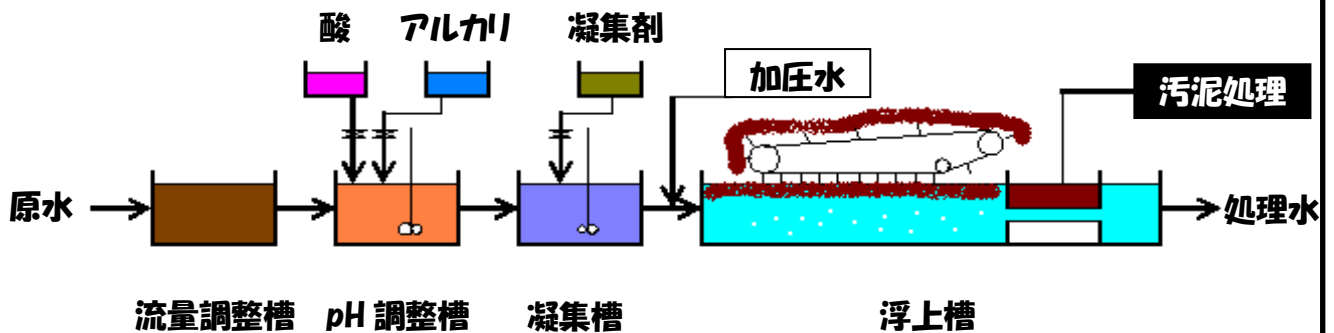 酸 アルカリ 凝集剤
加圧水
汚泥処理
原水
処理水
流量調整槽 pH 調整槽 凝集槽 浮上槽